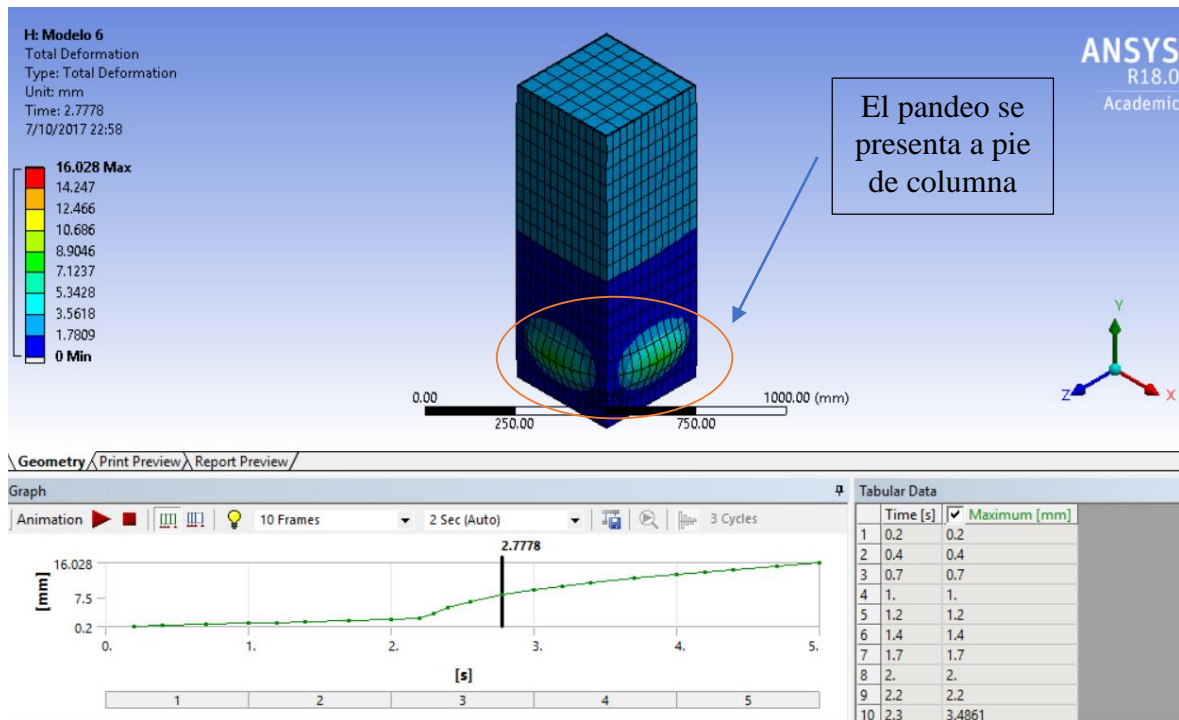 H: Modelo 6
Total Deformation
Type: Total Deformation
Unit: mm
Time: 2.7778
7/10/2017 22:58
16.028 Max
14.247
12.466
10.686
8.9046
7.1237
5.3428
3.5618
1.7809
0 Min
ANSYS
R18.0
Academic
El pandeo se
presenta a pie
de columna
Y
Z
X
0.00
1000.00 (mm)
250.00
750.00
Geometry Print Preview Report Preview
Graph
Animation
10 Frames
2 Sec (Auto)
3 Cycles
2.7778
16.028
7.5
0.2
[mm]
0. 1. 2. 3. 4. 5.
[s]
1 2 3 4 5
Tabular Data
Time [s] Maximum [mm]
1 0.2 0.2
2 0.4 0.4
3 0.7 0.7
4 1. 1.
5 1.2 1.2
6 1.4 1.4
7 1.7 1.7
8 2. 2.
9 2.2 2.2
10 2.3 3.4861